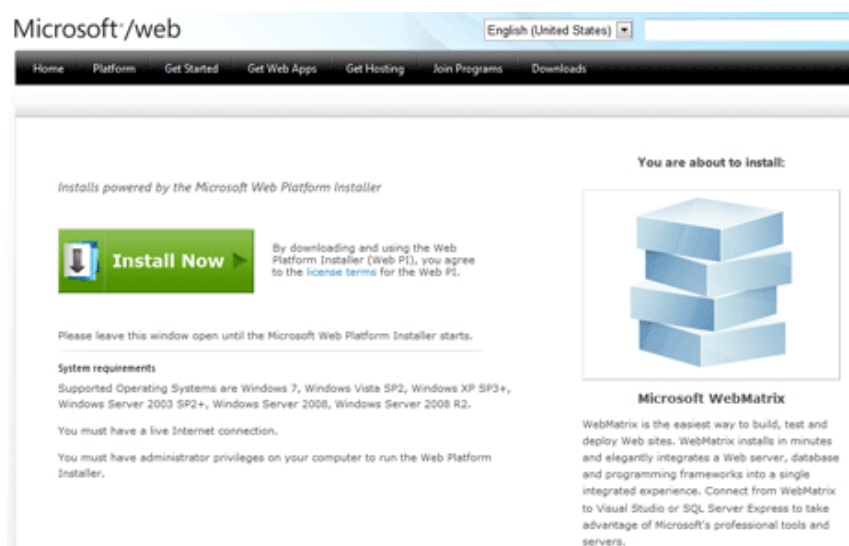 Microsoft /web
English (United States)
Home Platform Get Started Get Web Apps Get Hosting Join Programs Downloads
Installs powered by the Microsoft Web Platform Installer
Install Now
By downloading and using the Web
Platform Installer (Web PI), you agree
to the license terms for the Web PI.
Please leave this window open until the Microsoft Web Platform Installer starts.
System requirements
Supported Operating Systems are Windows 7, Windows Vista SP2, Windows XP SP3+,
Windows Server 2003 SP2+, Windows Server 2008, Windows Server 2008 R2.
You must have a live Internet connection.
You must have administrator privileges on your computer to run the Web Platform
Installer.
You are about to install:
Microsoft WebMatrix
WebMatrix is the easiest way to build, test and
deploy Web sites. WebMatrix installs in minutes
and elegantly integrates a Web server, database
and programming frameworks into a single
integrated experience. Connect from WebMatrix
to Visual Studio or SQL Server Express to take
advantage of Microsoft's professional tools and
servers.